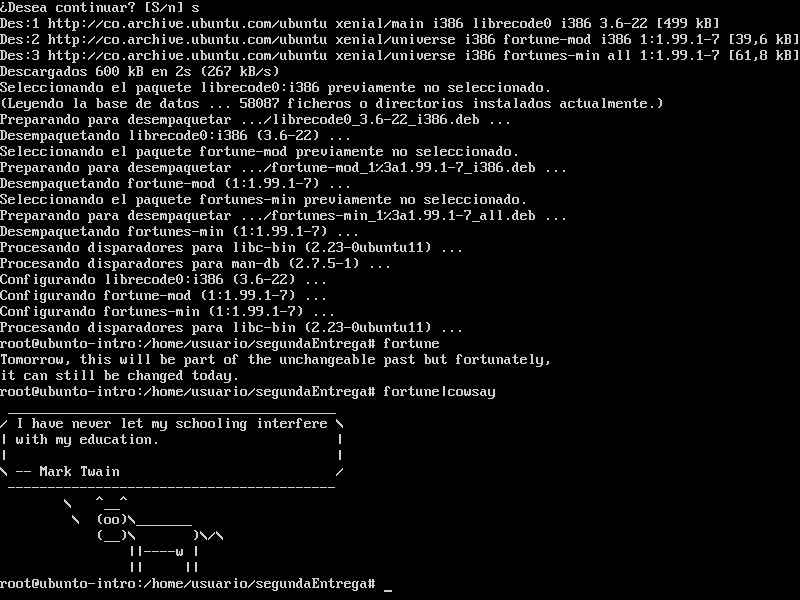 ¿Desea continuar? [S/n] s
Des:1 http://co.archive.ubuntu.com/ubuntu xenial/main i386 librecode0 i386 3.6-22 [499 kB]
Des:2 http://co.archive.ubuntu.com/ubuntu xenial/universe i386 fortune-mod i386 1:1.99.1-7 [39,6 kB]
Des:3 http://co.archive.ubuntu.com/ubuntu xenial/universe i386 fortunes-min all 1:1.99.1-7 [61,8 kB]
Descargados 600 kB en 2s (267 kB/s)
Seleccionando el paquete librecode0:i386 previamente no seleccionado.
(Leyendo la base de datos ... 58087 ficheros o directorios instalados actualmente.)
Preparando para desempaquetar .../librecode0_3.6-22_i386.deb ...
Desempaquetando librecode0:i386 (3.6-22) ...
Seleccionando el paquete fortune-mod previamente no seleccionado.
Preparando para desempaquetar .../fortune-mod_1%3a1.99.1-7_i386.deb ...
Desempaquetando fortune-mod (1:1.99.1-7) ...
Seleccionando el paquete fortunes-min previamente no seleccionado.
Preparando para desempaquetar .../fortunes-min_1%3a1.99.1-7_all.deb ...
Desempaquetando fortunes-min (1:1.99.1-7) ...
Procesando disparadores para libc-bin (2.23-0ubuntu11) ...
Procesando disparadores para man-db (2.7.5-1) ...
Configurando librecode0:i386 (3.6-22) ...
Configurando fortune-mod (1:1.99.1-7) ...
Configurando fortunes-min (1:1.99.1-7) ...
Procesando disparadores para libc-bin (2.23-0ubuntu11) ...
root@ubunto-intro:/home/usuario/segundaEntrega# fortune
Tomorrow, this will be part of the unchangeable past but fortunately,
it can still be changed today.
root@ubunto-intro:/home/usuario/segundaEntrega# fortune|cowsay
 _________________________________________
/ I have never let my schooling interfere \
| with my education.                      |
|                                         |
\ -- Mark Twain                           /
 -----------------------------------------
        \   ^__^
         \  (oo)\_______
            (__)\       )\/\
                ||----w |
                ||     ||
root@ubunto-intro:/home/usuario/segundaEntrega# _